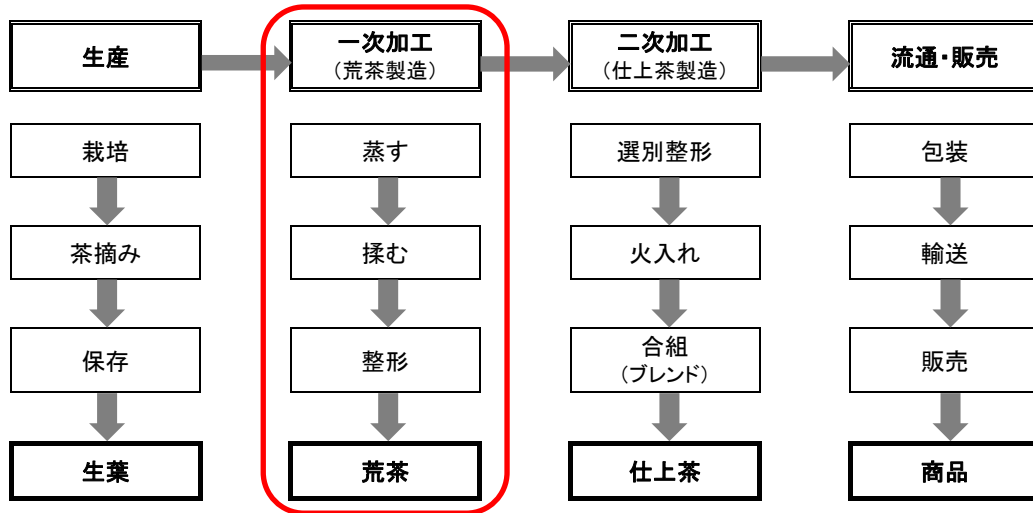 生産
一次加工
（荒茶製造）
二次加工
（仕上茶製造）
流通・販売
栽培
蒸す
選別整形
包装
茶摘み
揉む
火入れ
輸送
保存
整形
合組
（ブレンド）
販売
生葉
荒茶
仕上茶
商品